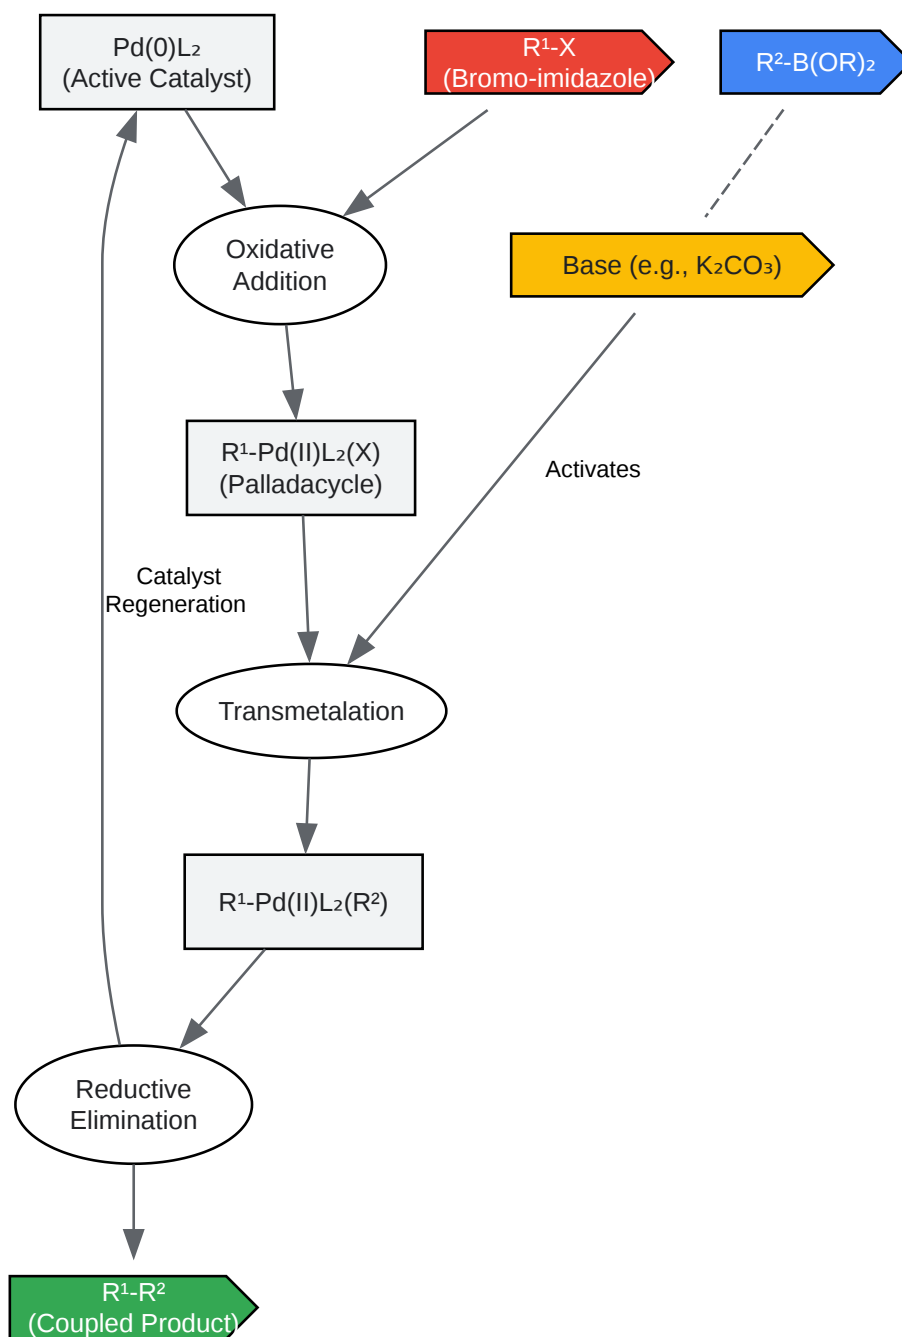 Pd(0)L₂
(Active Catalyst)
R¹-X
(Bromo-imidazole)
R²-B(OR)₂
Oxidative
Addition
Base (e.g., K₂CO₃)
R¹-Pd(II)L₂(X)
(Palladacycle)
Activates
Catalyst
Regeneration
Transmetalation
R¹-Pd(II)L₂(R²)
Reductive
Elimination
R¹-R²
(Coupled Product)